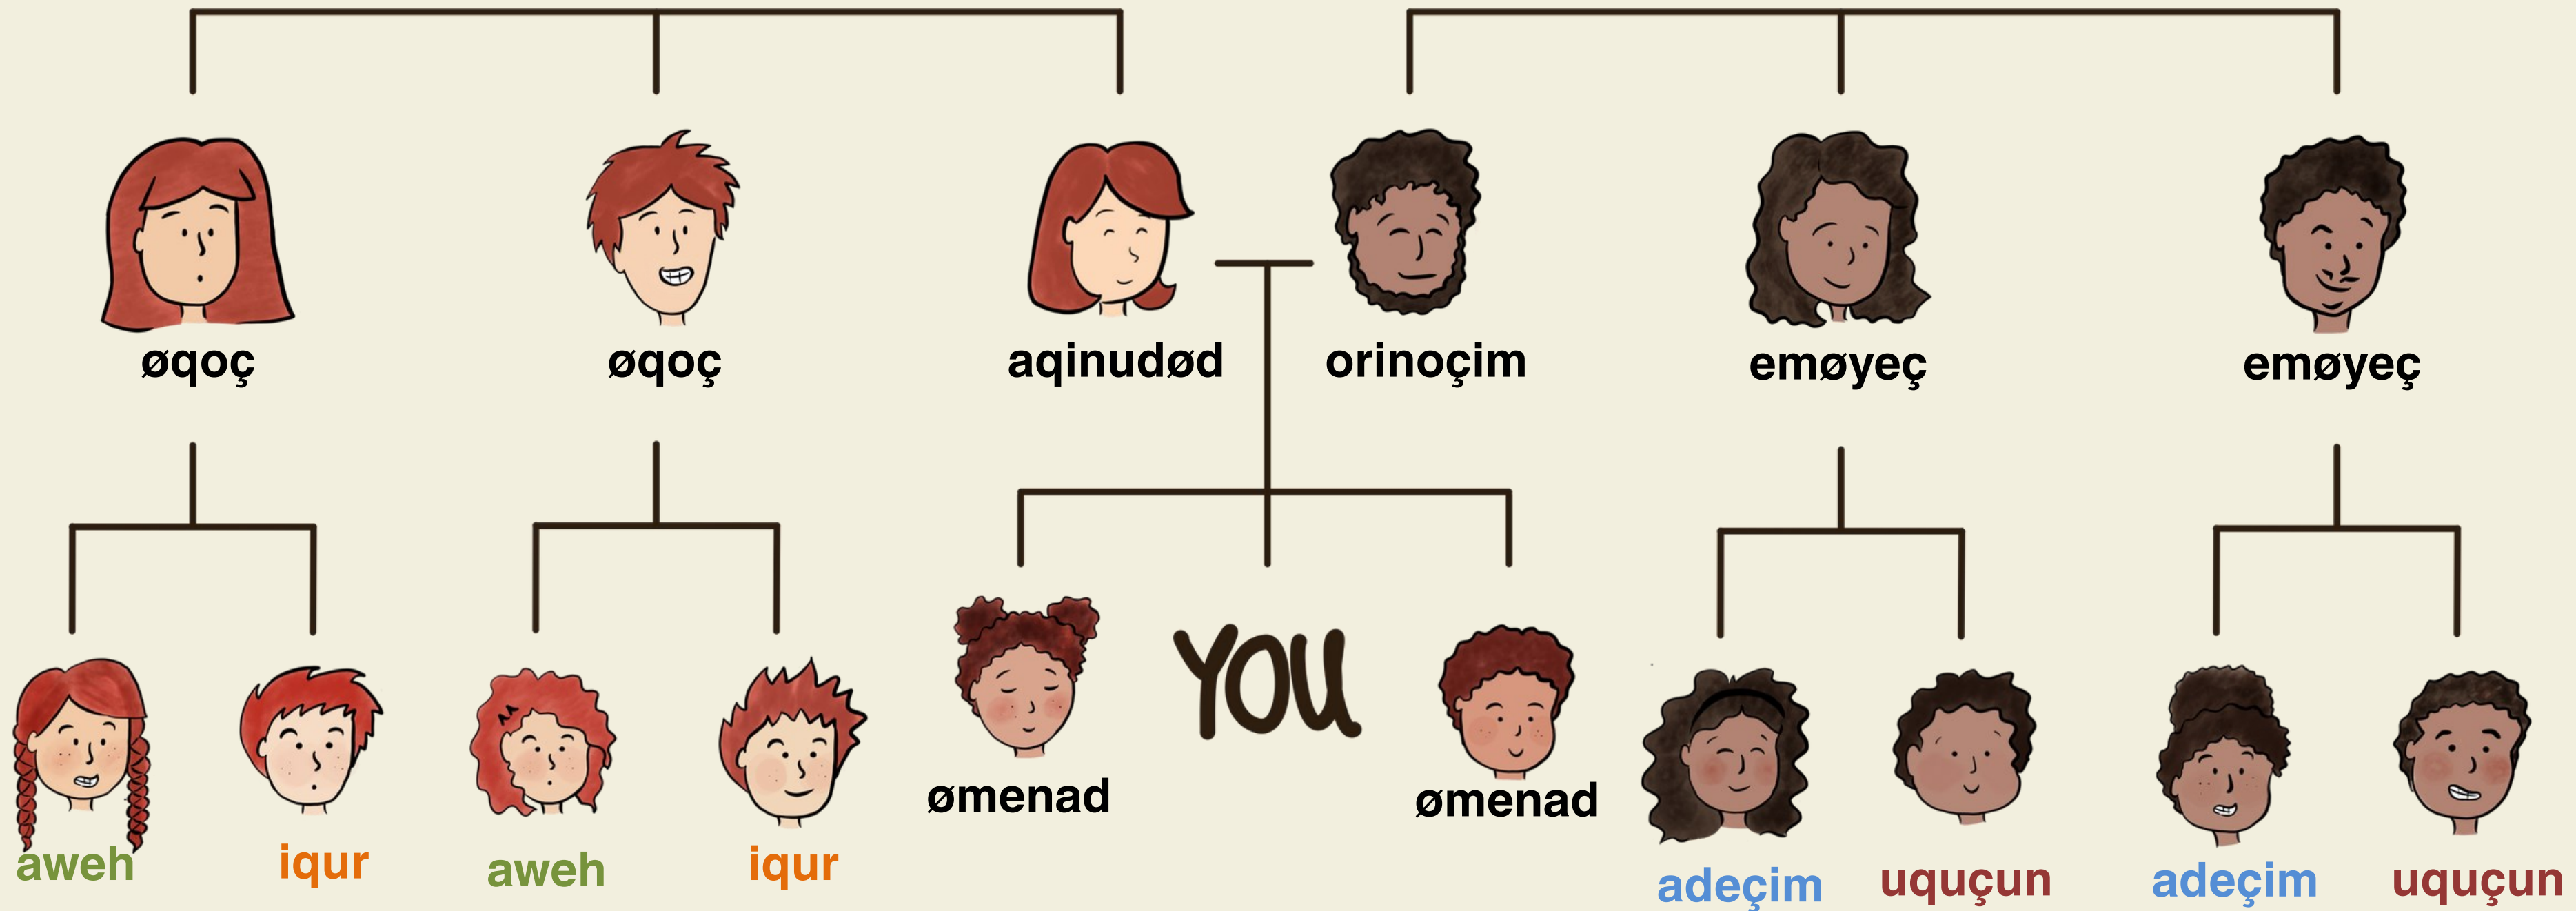 øqoç
øqoç
aqinudød
orinoçim
emøyeç
emøyeç
YOU
ømenad
ømenad
aweh
iqur
aweh
iqur
adeçim
uquçun
adeçim
uquçun